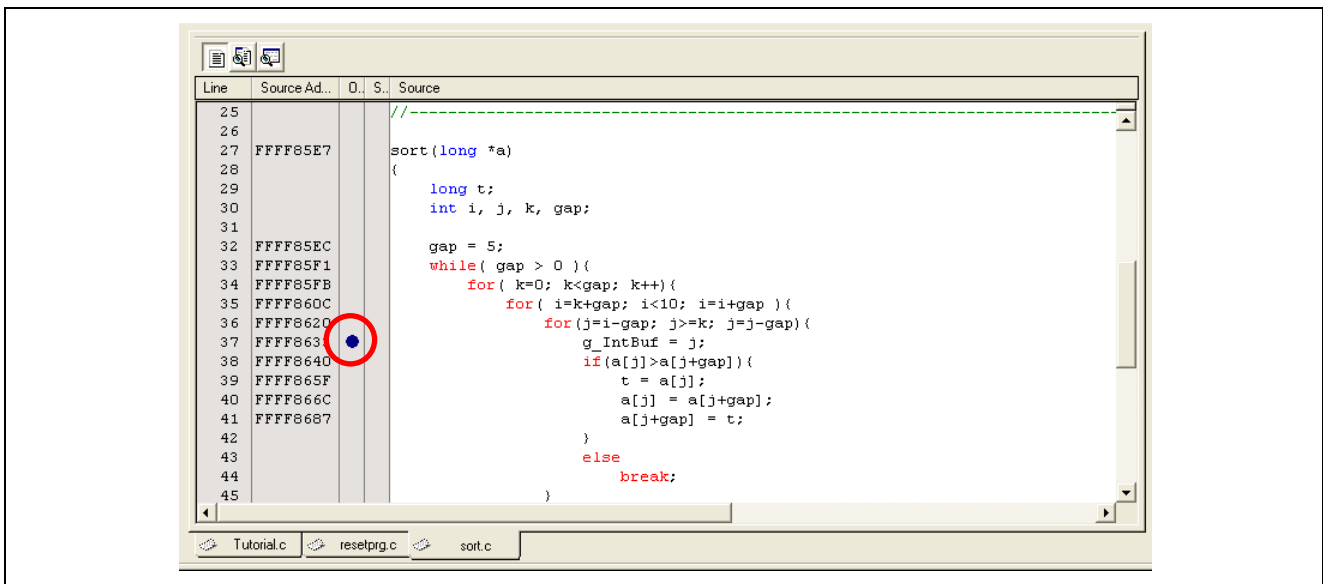 Line Source Ad... O.. S.. Source
25 //--------------------------------------------------------------------------
26
27 FFFF85E7 sort(long *a)
28 {
29 long t;
30 int i, j, k, gap;
31
32 FFFF85EC gap = 5;
33 FFFF85F1 while( gap > 0 ){
34 FFFF85FB for( k=0; k<gap; k++){
35 FFFF860C for( i=k+gap; i<10; i=i+gap ){
36 FFFF8620 for(j=i-gap; j>=k; j=j-gap){
37 g_IntBuf = j;
38 FFFF8640 if(a[j]>a[j+gap]){
39 FFFF865F t = a[j];
40 FFFF866C a[j] = a[j+gap];
41 FFFF8687 a[j+gap] = t;
42 }
43 else
44 break;
45 }
Tutorial.c resetprg.c sort.c